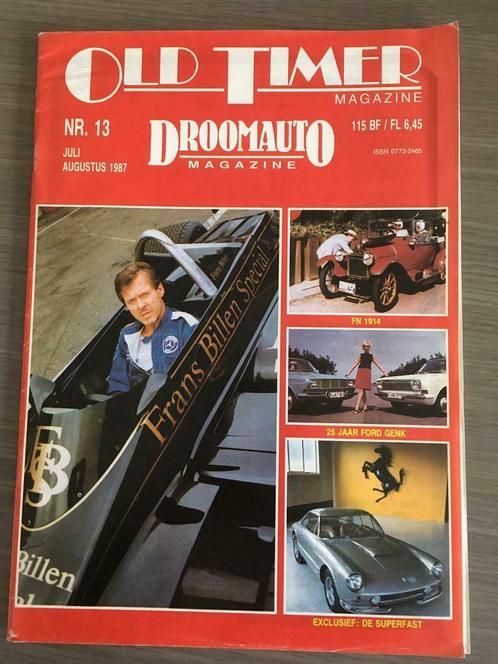 OLD TIMER
MAGAZINE
NR. 13
JULI
AUGUSTUS 1987
DROOMAUTO
MAGAZINE
115 BF / FL 6,45
ISSN 0773-2465
Frans Billen Special
FBS
Billen
FN 1914
25 JAAR FORD GENK
EXCLUSIEF: DE SUPERFAST